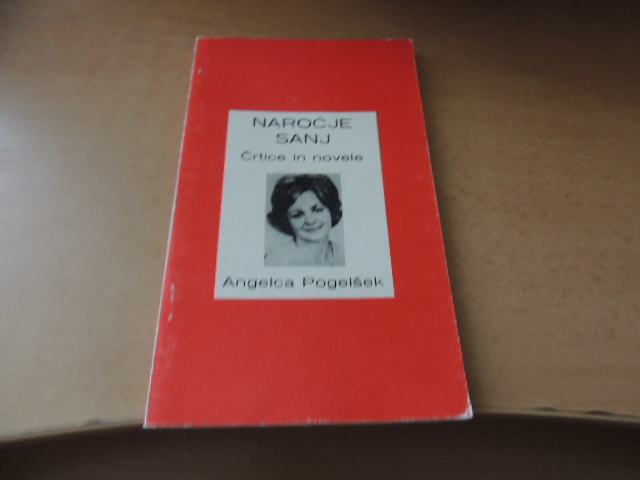 NAROČJE
SANJ
Črtice in novele
Angelca Pogelšek